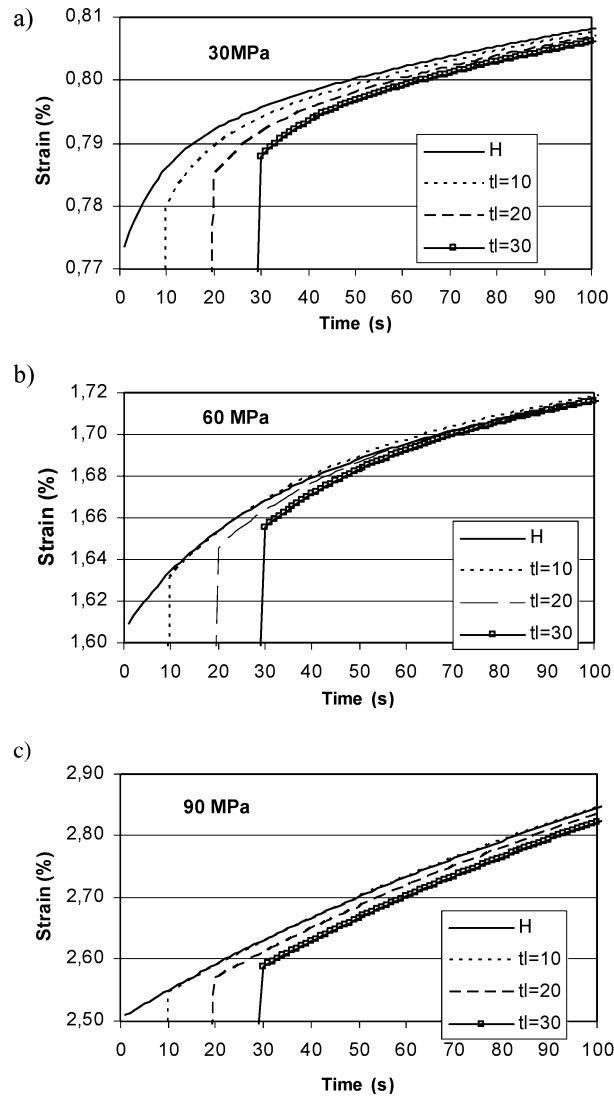 a)
30MPa
Strain (%)
0,81
0,80
0,79
0,78
0,77
0 10 20 30 40 50 60 70 80 90 100
Time (s)
H
tl=10
tl=20
tl=30
b)
60 MPa
Strain (%)
1,72
1,70
1,68
1,66
1,64
1,62
1,60
0 10 20 30 40 50 60 70 80 90 100
Time (s)
H
tl=10
tl=20
tl=30
c)
90 MPa
Strain (%)
2,90
2,80
2,70
2,60
2,50
0 10 20 30 40 50 60 70 80 90 100
Time (s)
H
tl=10
tl=20
tl=30